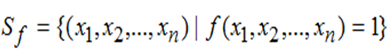 S_f = {(x_1, x_2, ..., x_n) | f(x_1, x_2, ..., x_n) = 1}